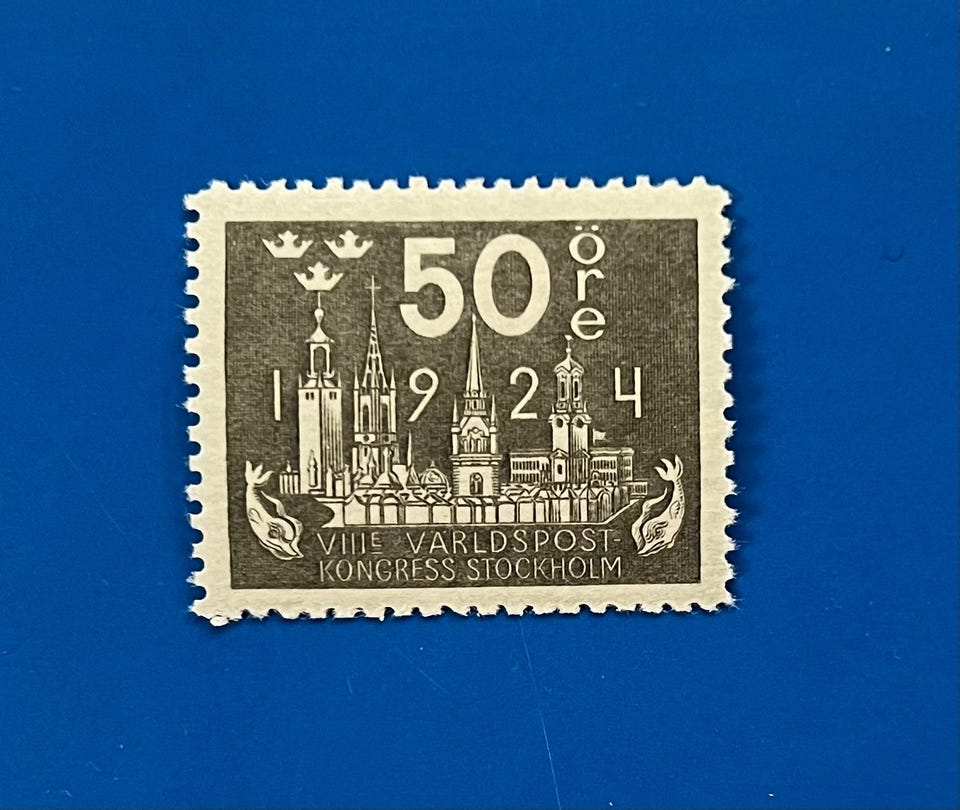 50 öre
1924
VIIIE VÄRLDSPOST-
KONGRESS STOCKHOLM